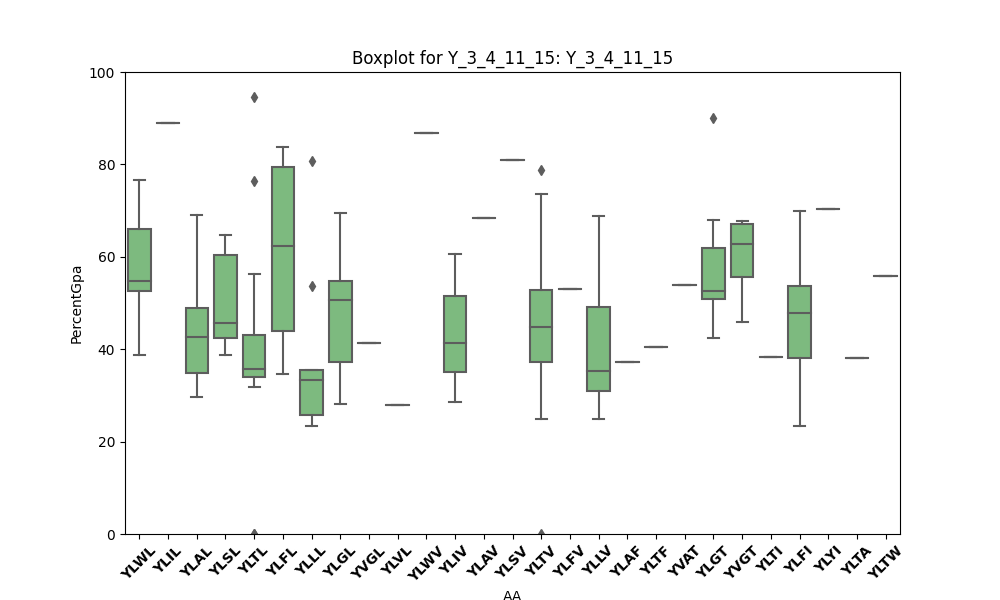 Boxplot for Y_3_4_11_15: Y_3_4_11_15
100
80
60
40
20
0
PercentGpa
YLWL YLIL YLAL YLSL YLTL YLFL YLLL YLGL YVGL YLVL YLWV YLIV YLAV YLSV YLTV YLFV YLLV YLAF YLTF YVAT YLGT YVGT YLTI YLFI YLYI YLTA YLTW
AA